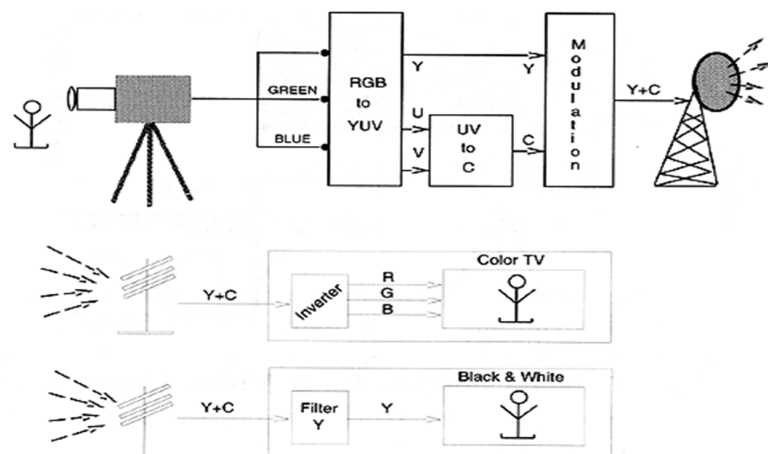 GREEN
BLUE
RGB
to
YUV
Y
Y
U
V
UV
to
C
C
Modulation
Y+C
Color TV
Y+C
Inverter
R
G
B
Black & White
Y+C
Filter
Y
Y